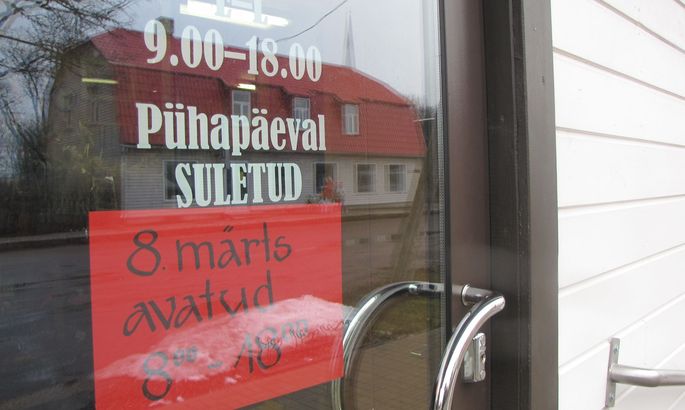 E-L
9.00–18.00
Pühapäeval
SULETUD
8. märts
avatud
8⁰⁰ - 18⁰⁰